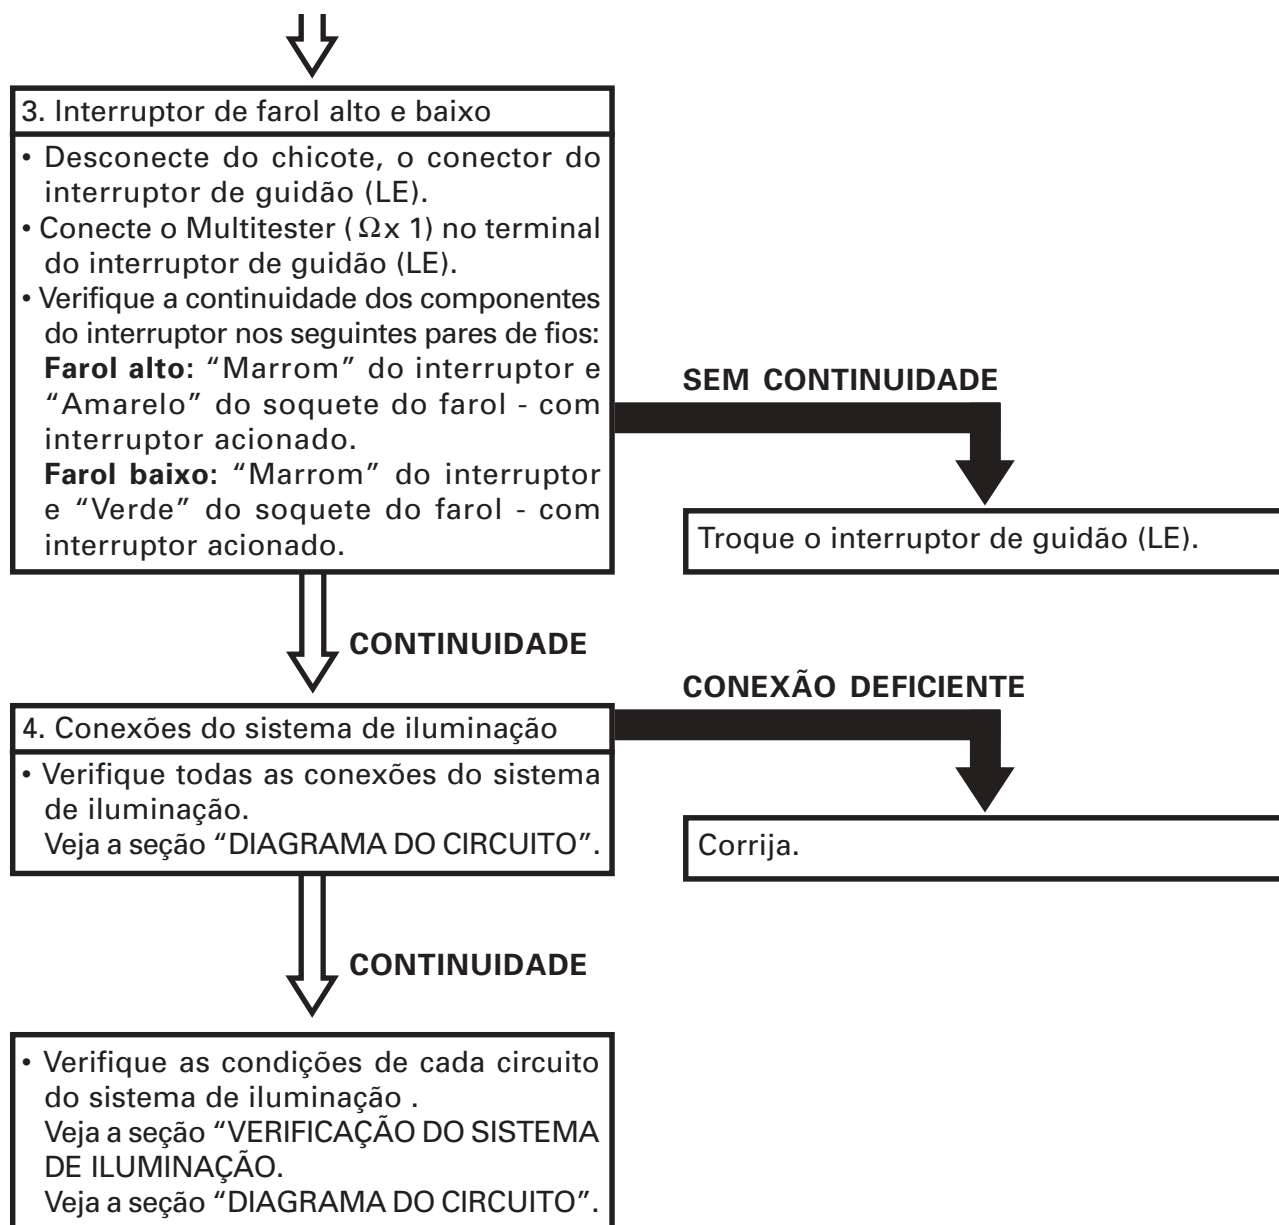 3. Interruptor de farol alto e baixo
• Desconecte do chicote, o conector do
interruptor de guidão (LE).
• Conecte o Multitester ( Ωx 1) no terminal
do interruptor de guidão (LE).
• Verifique a continuidade dos componentes
do interruptor nos seguintes pares de fios:
Farol alto: “Marrom” do interruptor e
“Amarelo” do soquete do farol - com
interruptor acionado.
Farol baixo: “Marrom” do interruptor
e “Verde” do soquete do farol - com
interruptor acionado.
SEM CONTINUIDADE
Troque o interruptor de guidão (LE).
CONTINUIDADE
4. Conexões do sistema de iluminação
• Verifique todas as conexões do sistema
de iluminação.
Veja a seção “DIAGRAMA DO CIRCUITO”.
CONEXÃO DEFICIENTE
Corrija.
CONTINUIDADE
• Verifique as condições de cada circuito
do sistema de iluminação .
Veja a seção “VERIFICAÇÃO DO SISTEMA
DE ILUMINAÇÃO.
Veja a seção “DIAGRAMA DO CIRCUITO”.